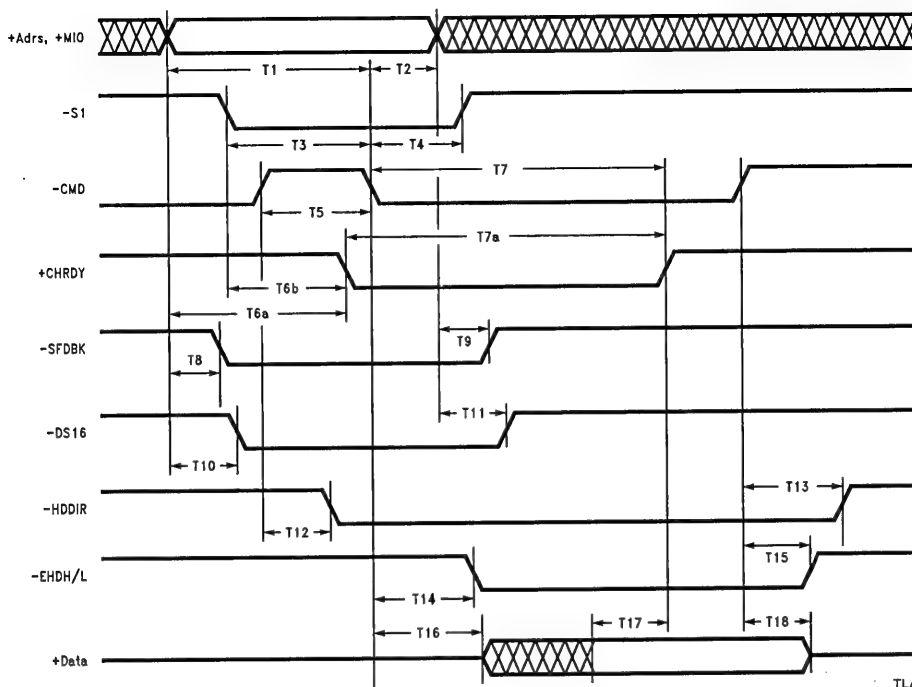 +Adrs, +MIO
T1
T2
-S1
T3
T4
-CMD
T7
T5
T7a
+CHRDY
T6b
T6a
-SFDBK
T8
T9
-DS16
T11
T10
-HDDIR
T13
T12
-EHDH/L
T15
T14
T16
T17
T18
+Data